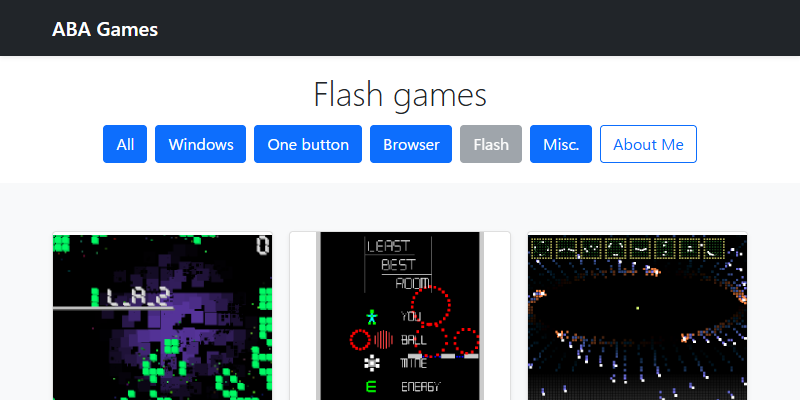 ABA Games
Flash games
All Windows One button Browser Flash Misc. About Me
0
L.A.2
LEAST
BEST
ROOM
YOU
BALL
MINE
ENERGY